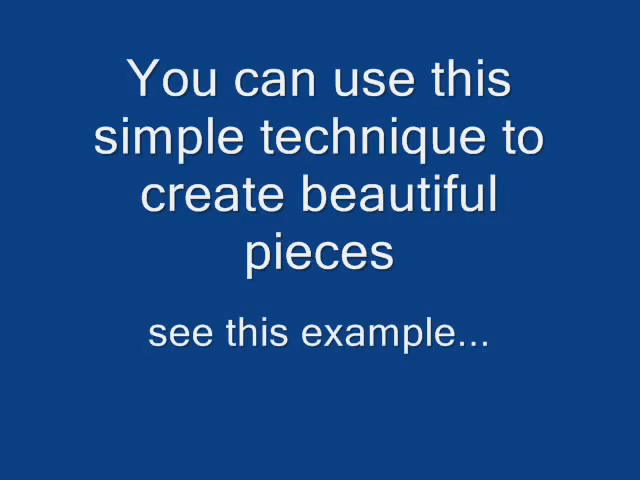 You can use this
simple technique to
create beautiful
pieces
see this example...